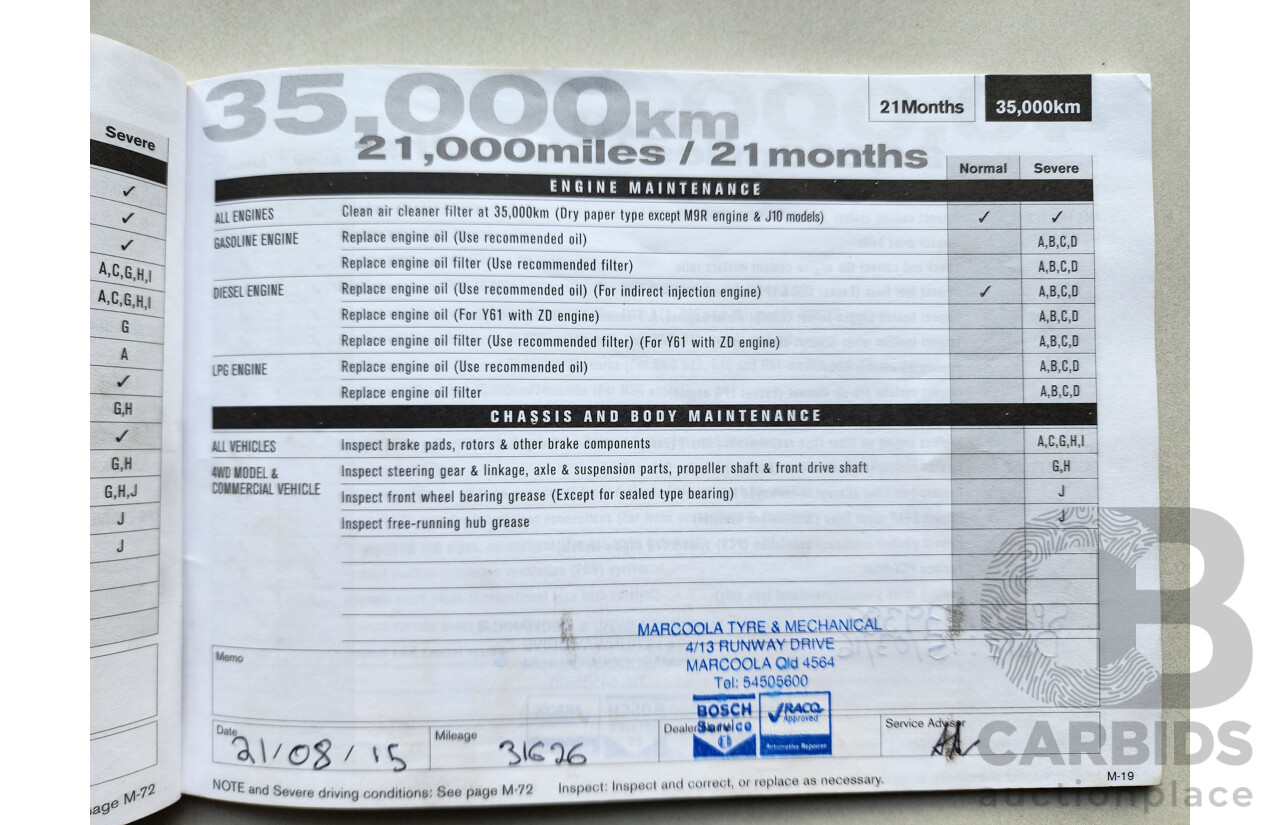 Severe
✓
✓
✓
A,C,G,H,I
A,C,G,H,I
G
A
✓
G,H
✓
G,H
G,H,J
J
J
age M-72
35,000km
21,000miles / 21months
21Months 35,000km
Normal Severe
ENGINE MAINTENANCE
ALL ENGINES Clean air cleaner filter at 35,000km (Dry paper type except M9R engine & J10 models) ✓ ✓
GASOLINE ENGINE Replace engine oil (Use recommended oil) A,B,C,D
Replace engine oil filter (Use recommended filter) A,B,C,D
DIESEL ENGINE Replace engine oil (Use recommended oil) (For indirect injection engine) ✓ A,B,C,D
Replace engine oil (For Y61 with ZD engine) A,B,C,D
Replace engine oil filter (Use recommended filter) (For Y61 with ZD engine) A,B,C,D
LPG ENGINE Replace engine oil (Use recommended oil) A,B,C,D
Replace engine oil filter A,B,C,D
CHASSIS AND BODY MAINTENANCE
ALL VEHICLES Inspect brake pads, rotors & other brake components A,C,G,H,I
4WD MODEL & COMMERCIAL VEHICLE Inspect steering gear & linkage, axle & suspension parts, propeller shaft & front drive shaft G,H
Inspect front wheel bearing grease (Except for sealed type bearing) J
Inspect free-running hub grease J
MARCOOLA TYRE & MECHANICAL
4/13 RUNWAY DRIVE
MARCOOLA Qld 4564
Tel: 54505600
BOSCH
Service
RACQ
Approved
Automotive Repairer
Memo
Date 21/08/15
Mileage 31626
Dealer
Service Advisor
NOTE and Severe driving conditions: See page M-72 Inspect: Inspect and correct, or replace as necessary.
M-19
CB
CARBIDS
auctionplace